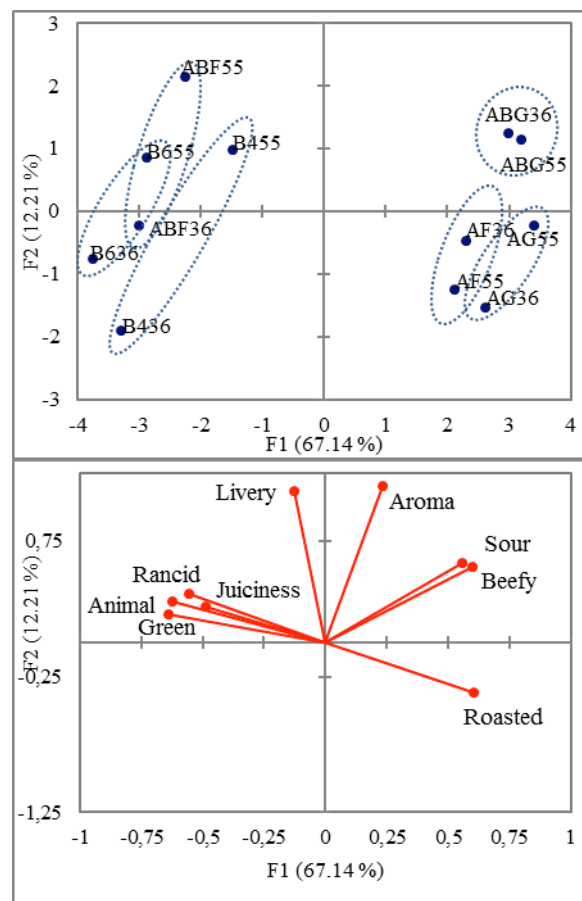 3
2
1
0
-1
-2
-3
F2 (12.21 %)
ABF55
B655
B455
ABF36
B636
B436
ABG36
ABG55
AF36
AG55
AF55
AG36
-4 -3 -2 -1 0 1 2 3 4
F1 (67.14 %)
0,75
-0,25
-1,25
F2 (12.21 %)
Livery
Aroma
Sour
Rancid
Juiciness
Beefy
Animal
Green
Roasted
-1 -0,75 -0,5 -0,25 0 0,25 0,5 0,75 1
F1 (67.14 %)